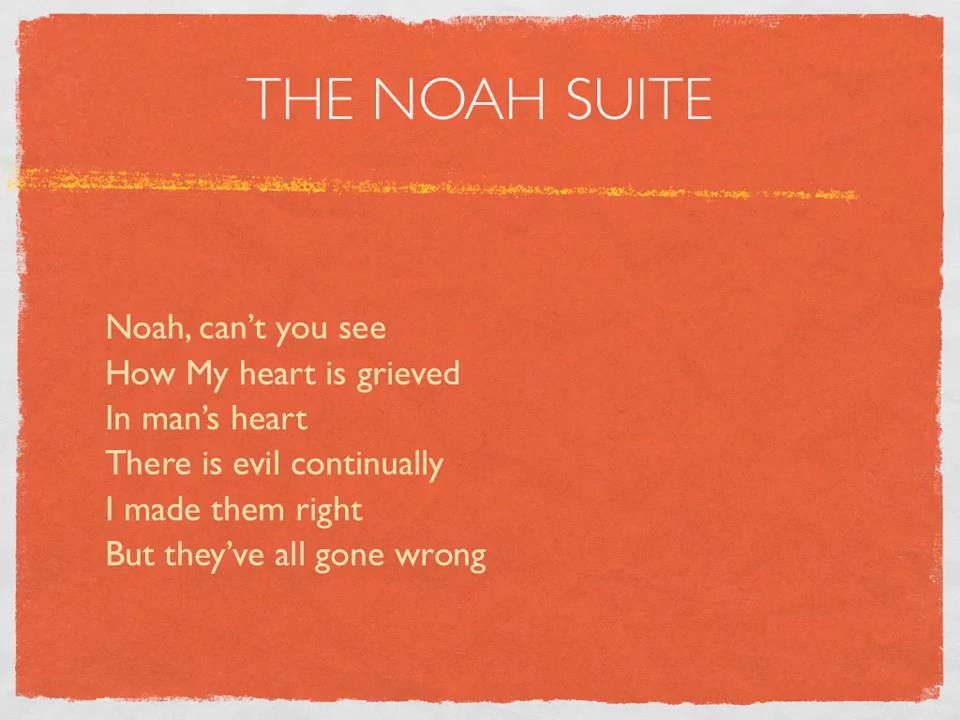 THE NOAH SUITE
Noah, can’t you see
How My heart is grieved
In man’s heart
There is evil continually
I made them right
But they’ve all gone wrong